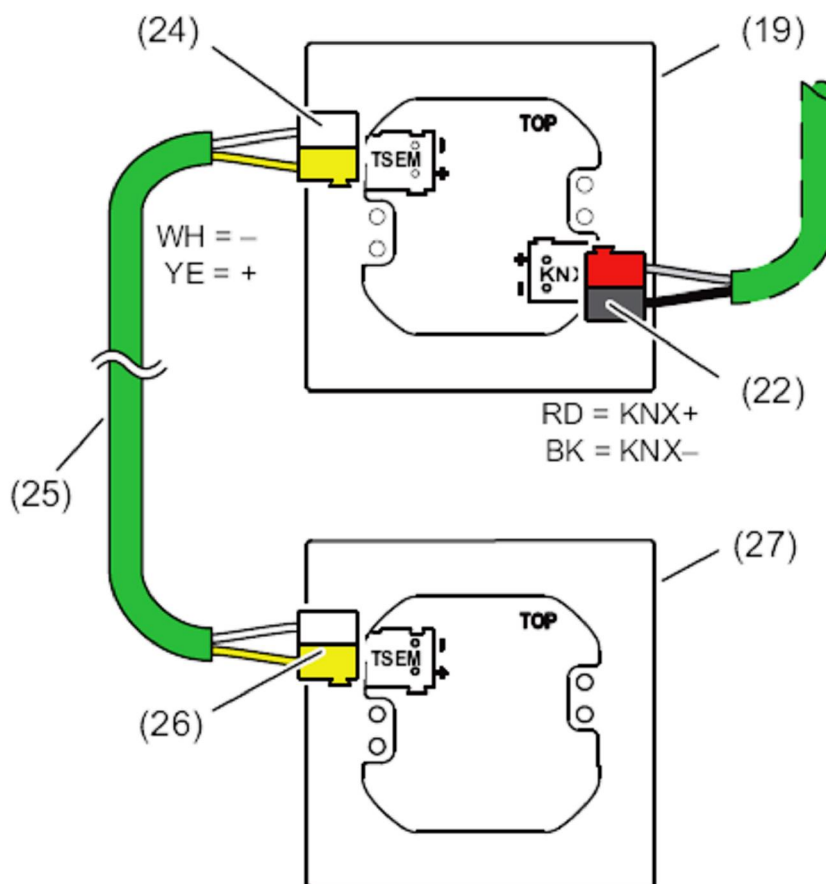 (24)
(19)
TOP
TSEM
-
+
WH = –
YE = +
+
KNX
-
(22)
RD = KNX+
BK = KNX–
(25)
(27)
TOP
TSEM
-
+
(26)